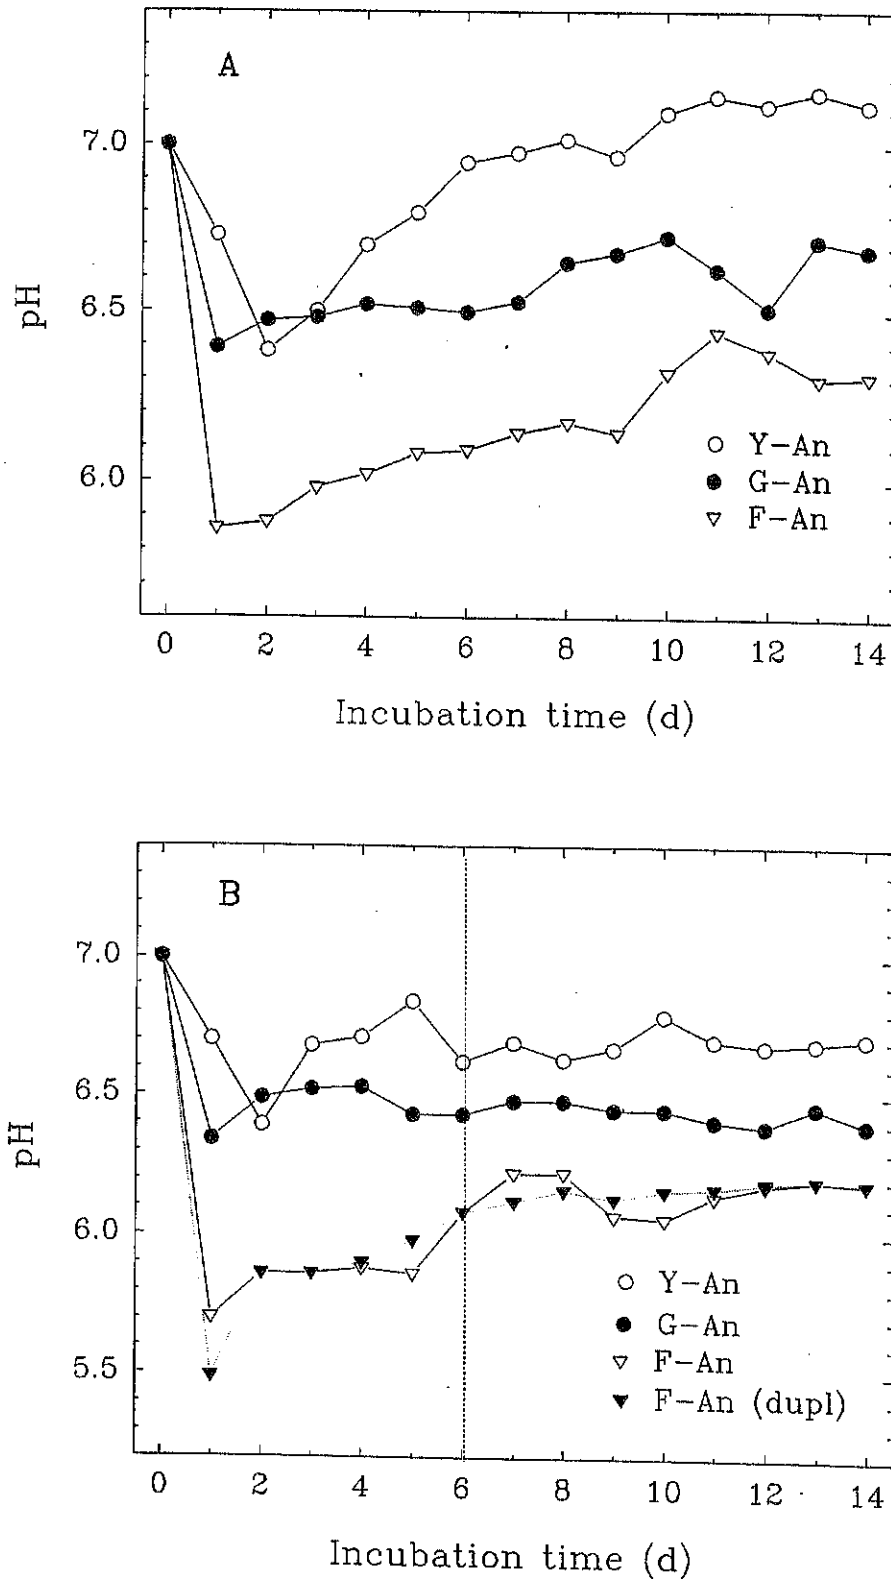 A
7.0
6.5
6.0
pH
Y-An
G-An
F-An
0 2 4 6 8 10 12 14
Incubation time (d)
B
7.0
6.5
6.0
5.5
pH
Y-An
G-An
F-An
F-An (dupl)
0 2 4 6 8 10 12 14
Incubation time (d)